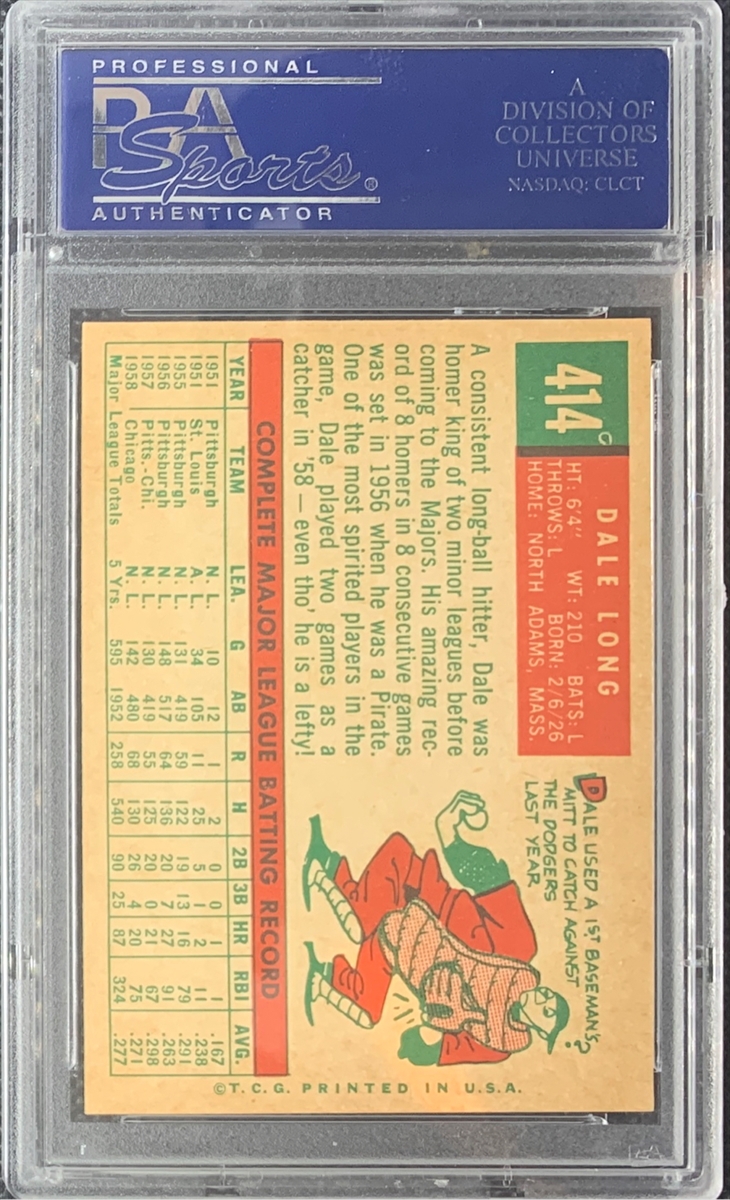 PROFESSIONAL
PSA
Sports®
AUTHENTICATOR
A
DIVISION OF
COLLECTORS
UNIVERSE
NASDAQ: CLCT
414
DALE LONG
HT: 6'4" WT: 210 BATS: L
THROWS: L BORN: 2/6/26
HOME: NORTH ADAMS, MASS.
A consistent long-ball hitter, Dale was
homer king of two minor leagues before
coming to the Majors. His amazing rec-
ord of 8 homers in 8 consecutive games
was set in 1956 when he was a Pirate.
One of the most spirited players in the
game, Dale played two games as a
catcher in '58 — even tho' he is a lefty!
DALE USED A 1ST BASEMAN'S
MITT TO CATCH AGAINST
THE DODGERS
LAST YEAR
?
COMPLETE MAJOR LEAGUE BATTING RECORD
YEAR TEAM LEA. G AB R H 2B 3B HR RBI AVG.
1951 Pittsburgh N. L. 10 12 1 2 0 0 1 1 .167
1951 St. Louis A. L. 34 105 11 25 5 1 2 11 .238
1955 Pittsburgh N. L. 131 419 59 122 19 13 16 79 .291
1956 Pittsburgh N. L. 148 517 64 136 20 7 27 91 .263
1957 Pitts.-Chi. N. L. 130 419 55 125 20 0 21 67 .298
1958 Chicago N. L. 142 480 68 130 26 4 20 75 .271
Major League Totals 5 Yrs. 595 1952 258 540 90 25 87 324 .277
©T.C.G. PRINTED IN U.S.A.